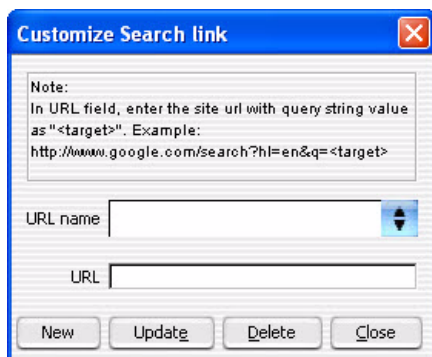 Customize Search link
Note:
In URL field, enter the site url with query string value
as "<target>". Example:
http://www.google.com/search?hl=en&q=<target>
URL name
URL
New Update Delete Close